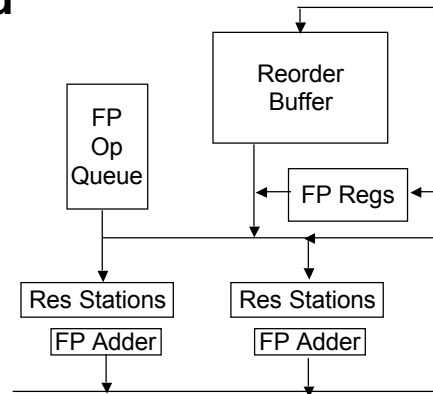 Reorder
Buffer
FP
Op
Queue
FP Regs
Res Stations
Res Stations
FP Adder
FP Adder